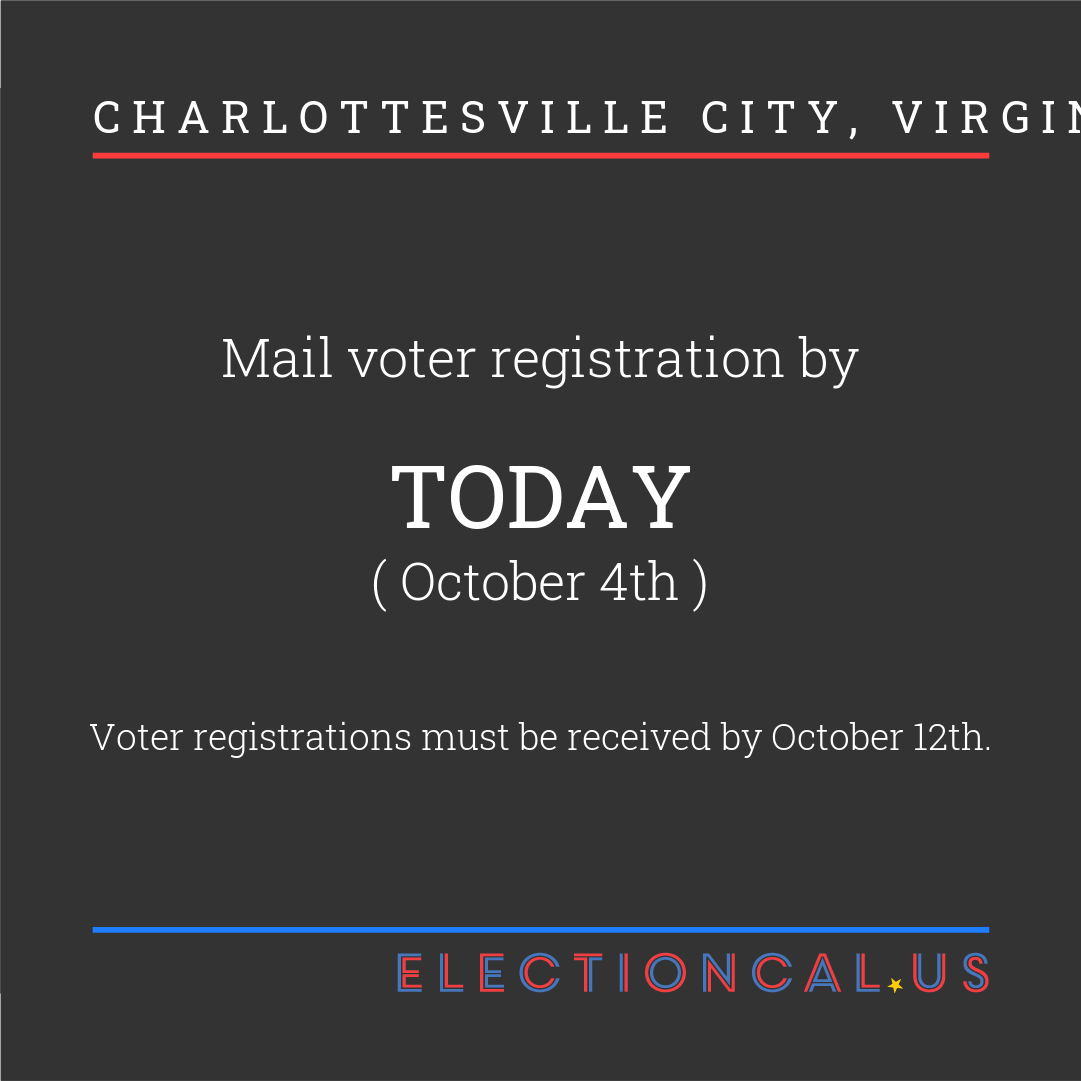 CHARLOTTESVILLE CITY, VIRGIN
Mail voter registration by
TODAY
( October 4th )
Voter registrations must be received by October 12th.
ELECTIONCAL.US